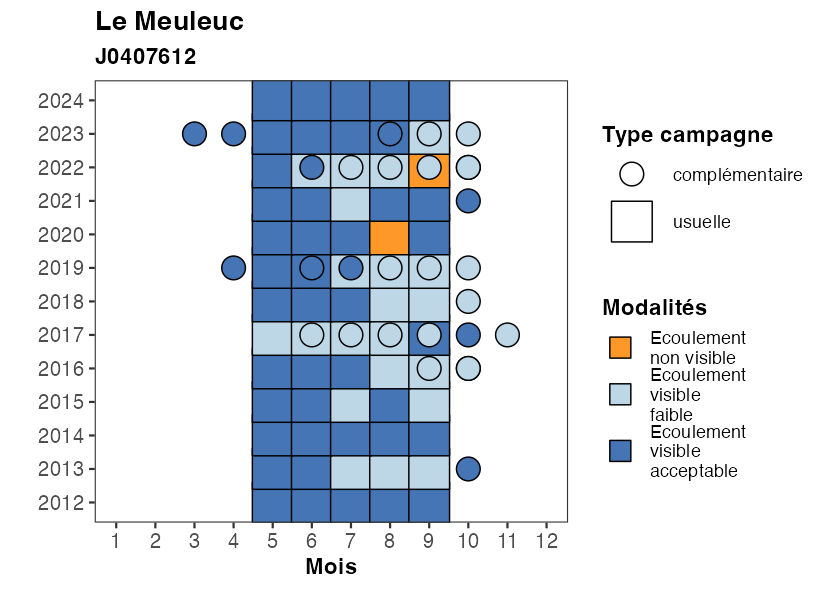 Le Meuleuc
J0407612
2024
2023
2022
2021
2020
2019
2018
2017
2016
2015
2014
2013
2012
1 2 3 4 5 6 7 8 9 10 11 12
Mois
Type campagne
complémentaire
usuelle
Modalités
Ecoulement
non visible
Ecoulement
visible
faible
Ecoulement
visible
acceptable